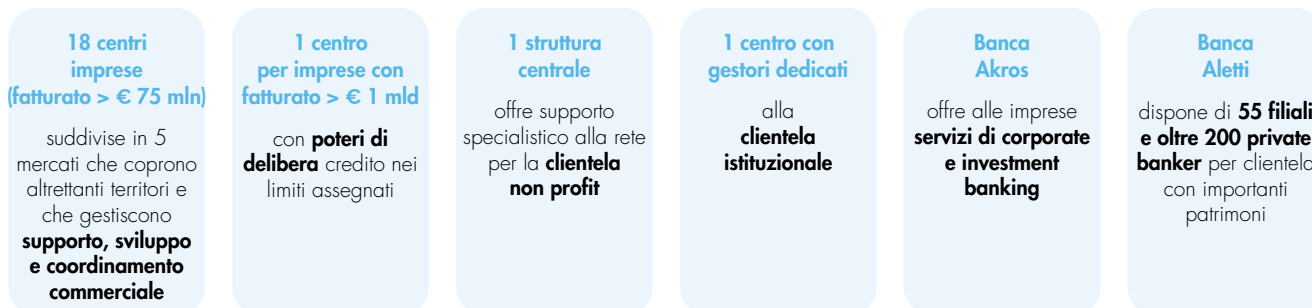 18 centri
imprese
(fatturato > € 75 mln)
suddivise in 5
mercati che coprono
altrettanti territori e
che gestiscono
supporto, sviluppo
e coordinamento
commerciale
1 centro
per imprese con
fatturato > € 1 mld
con poteri di
delibera credito nei
limiti assegnati
1 struttura
centrale
offre supporto
specialistico alla rete
per la clientela
non profit
1 centro con
gestori dedicati
alla
clientela
istituzionale
Banca
Akros
offre alle imprese
servizi di corporate
e investment
banking
Banca
Aletti
dispone di 55 filiali
e oltre 200 private
banker per clientela
con importanti
patrimoni